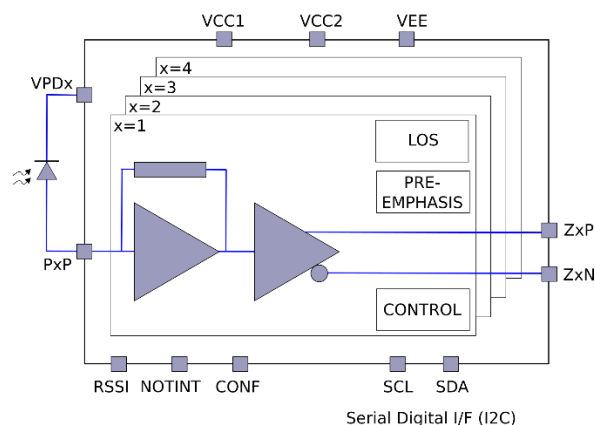 VCC1 VCC2 VEE
VPDx
x=4
x=3
x=2
x=1
LOS
PRE-
EMPHASIS
ZxP
PxP
ZxN
CONTROL
RSSI NOTINT CONF SCL SDA
Serial Digital I/F (I2C)